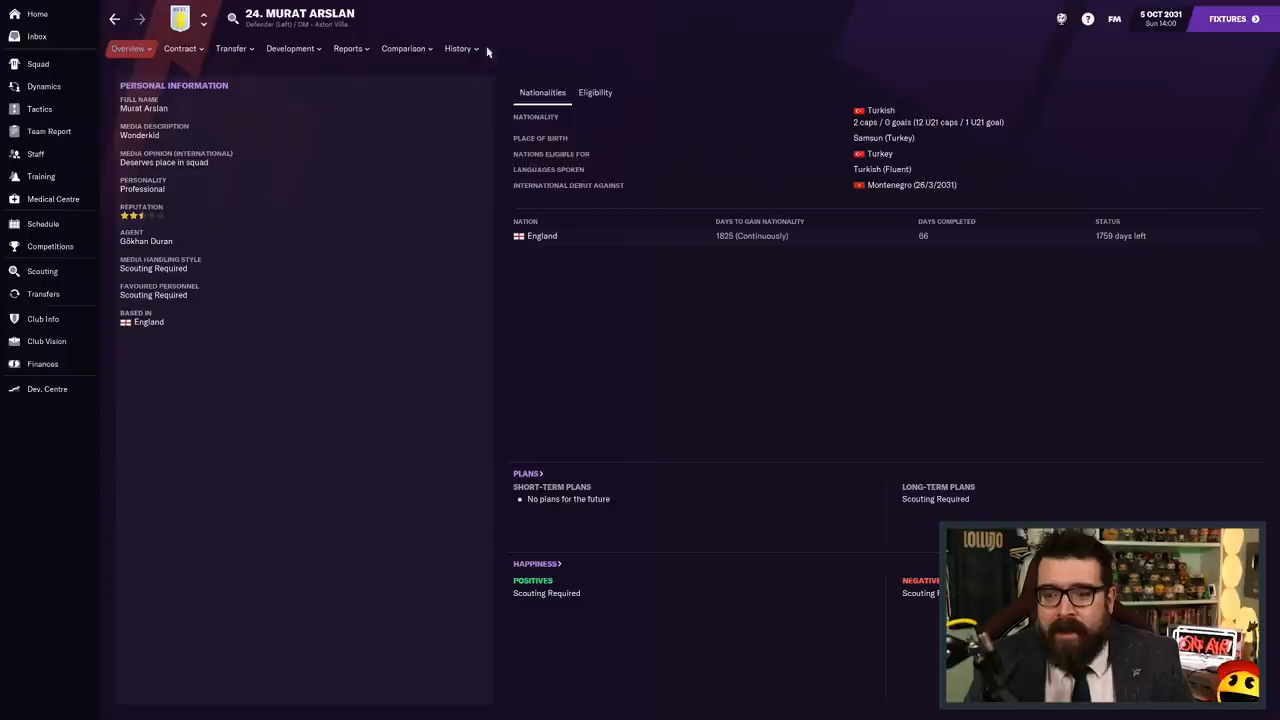 Home
Inbox
Squad
Dynamics
Tactics
Team Report
Staff
Training
Medical Centre
Schedule
Competitions
Scouting
Transfers
Club Info
Club Vision
Finances
Dev. Centre
AVFC
24. MURAT ARSLAN
Defender (Left) / DM - Aston Villa
FM
5 OCT 2031
Sun 14:00
FIXTURES
Overview
Contract
Transfer
Development
Reports
Comparison
History
PERSONAL INFORMATION
FULL NAME
Murat Arslan
MEDIA DESCRIPTION
Wonderkid
MEDIA OPINION (INTERNATIONAL)
Deserves place in squad
PERSONALITY
Professional
REPUTATION
AGENT
Gökhan Duran
MEDIA HANDLING STYLE
Scouting Required
FAVOURED PERSONNEL
Scouting Required
BASED IN
England
Nationalities Eligibility
NATIONALITY
Turkish
2 caps / 0 goals (12 U21 caps / 1 U21 goal)
PLACE OF BIRTH
Samsun (Turkey)
NATIONS ELIGIBLE FOR
Turkey
LANGUAGES SPOKEN
Turkish (Fluent)
INTERNATIONAL DEBUT AGAINST
Montenegro (26/3/2031)
NATION DAYS TO GAIN NATIONALITY DAYS COMPLETED STATUS
England 1825 (Continuously) 66 1759 days left
PLANS
SHORT-TERM PLANS
No plans for the future
LONG-TERM PLANS
Scouting Required
HAPPINESS
POSITIVES
Scouting Required
NEGATIVE
Scouting
LOLLUJO
ON AIR